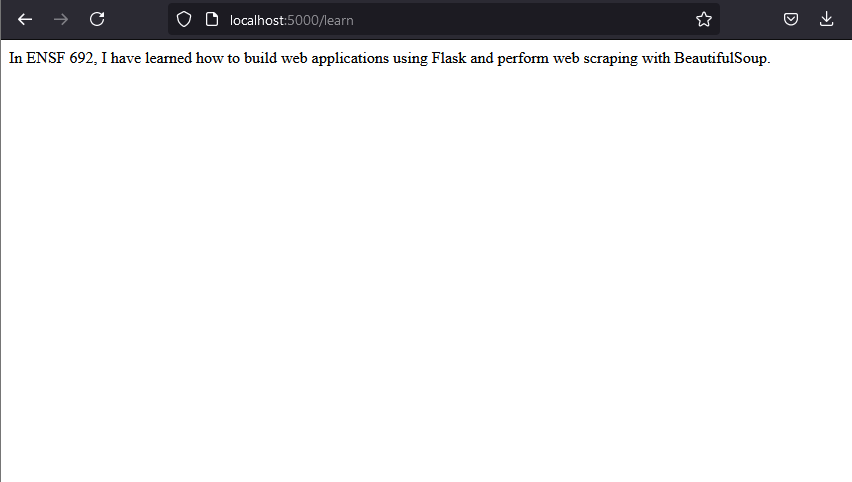 localhost:5000/learn
In ENSF 692, I have learned how to build web applications using Flask and perform web scraping with BeautifulSoup.